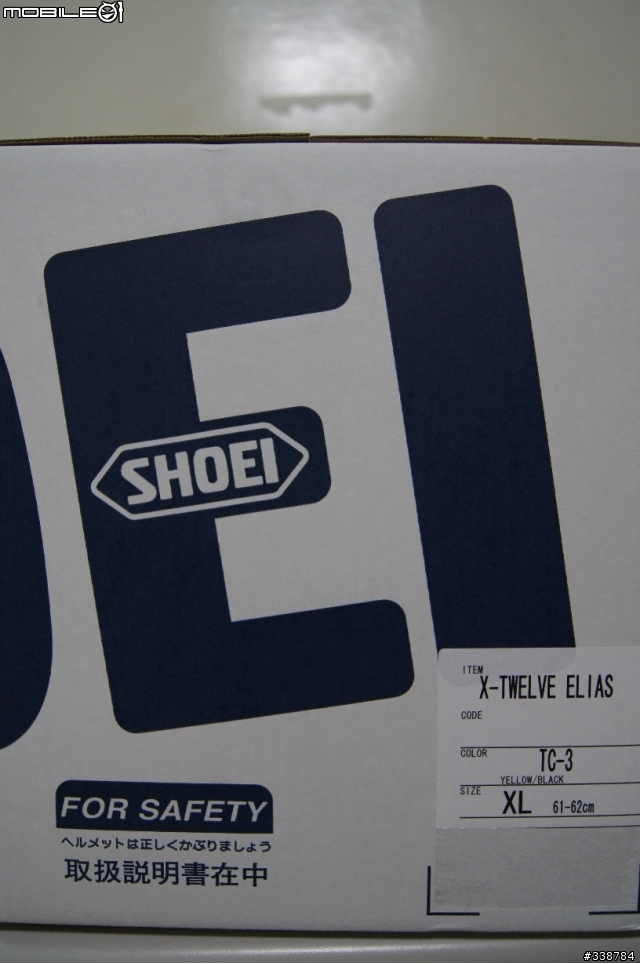 MOBILE01
OEI
SHOEI
ITEM
X-TWELVE ELIAS
CODE
COLOR
TC-3
YELLOW/BLACK
SIZE
XL 61-62cm
FOR SAFETY
ヘルメットは正しくかぶりましょう
取扱説明書在中
#338784